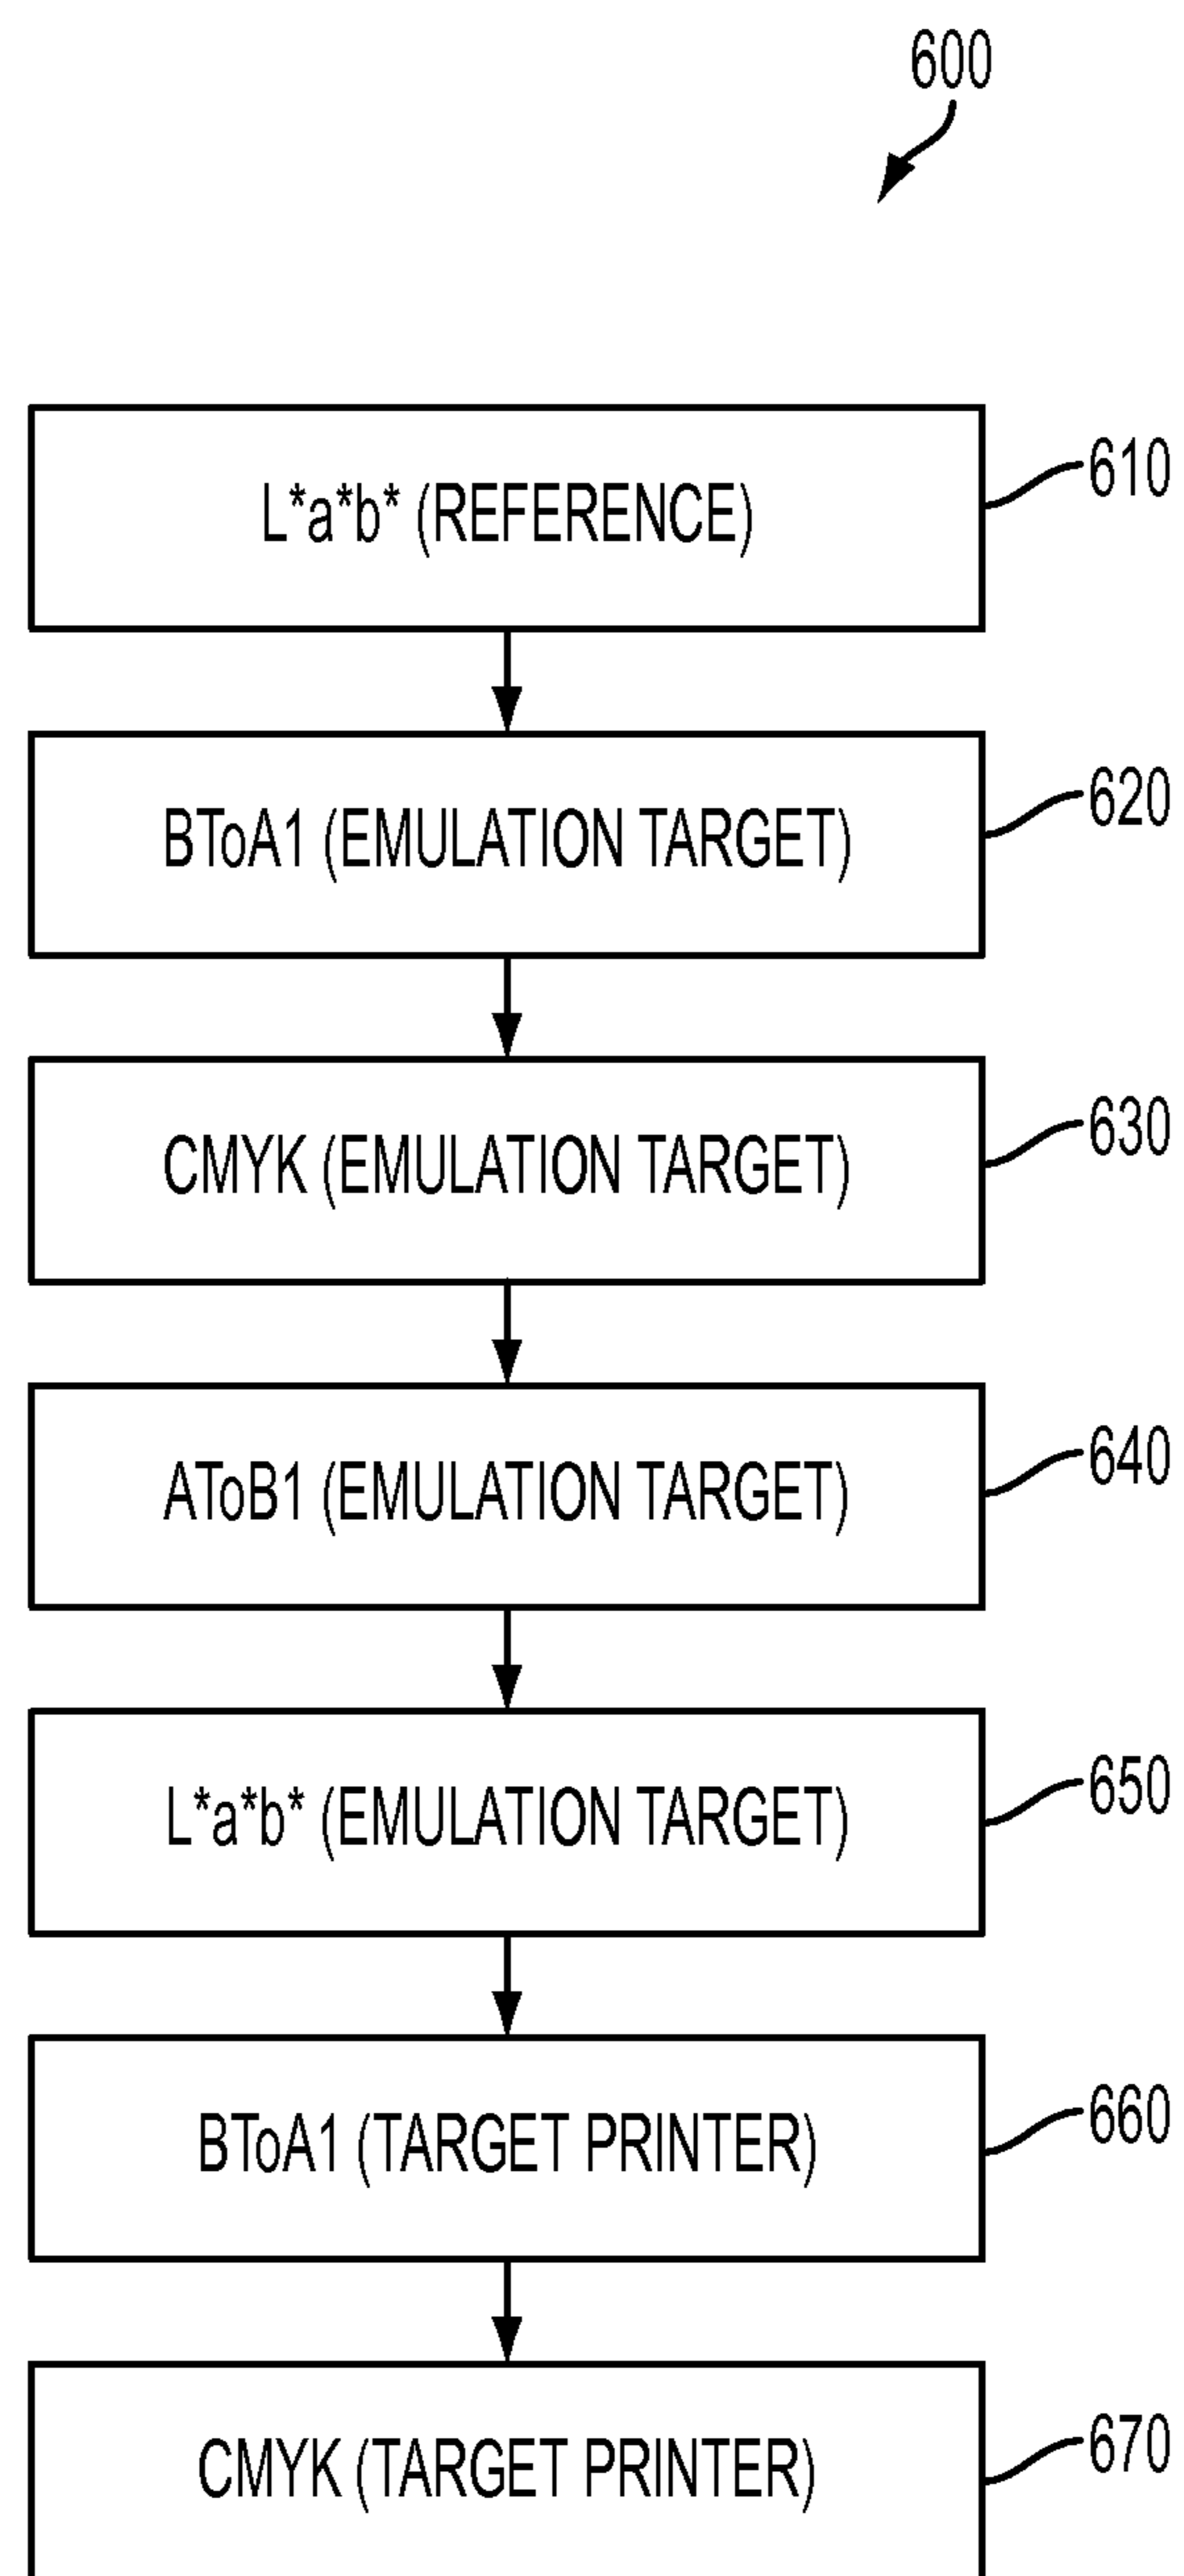 600
L*a*b* (REFERENCE)
610
BToA1 (EMULATION TARGET)
620
CMYK (EMULATION TARGET)
630
AToB1 (EMULATION TARGET)
640
L*a*b* (EMULATION TARGET)
650
BToA1 (TARGET PRINTER)
660
CMYK (TARGET PRINTER)
670